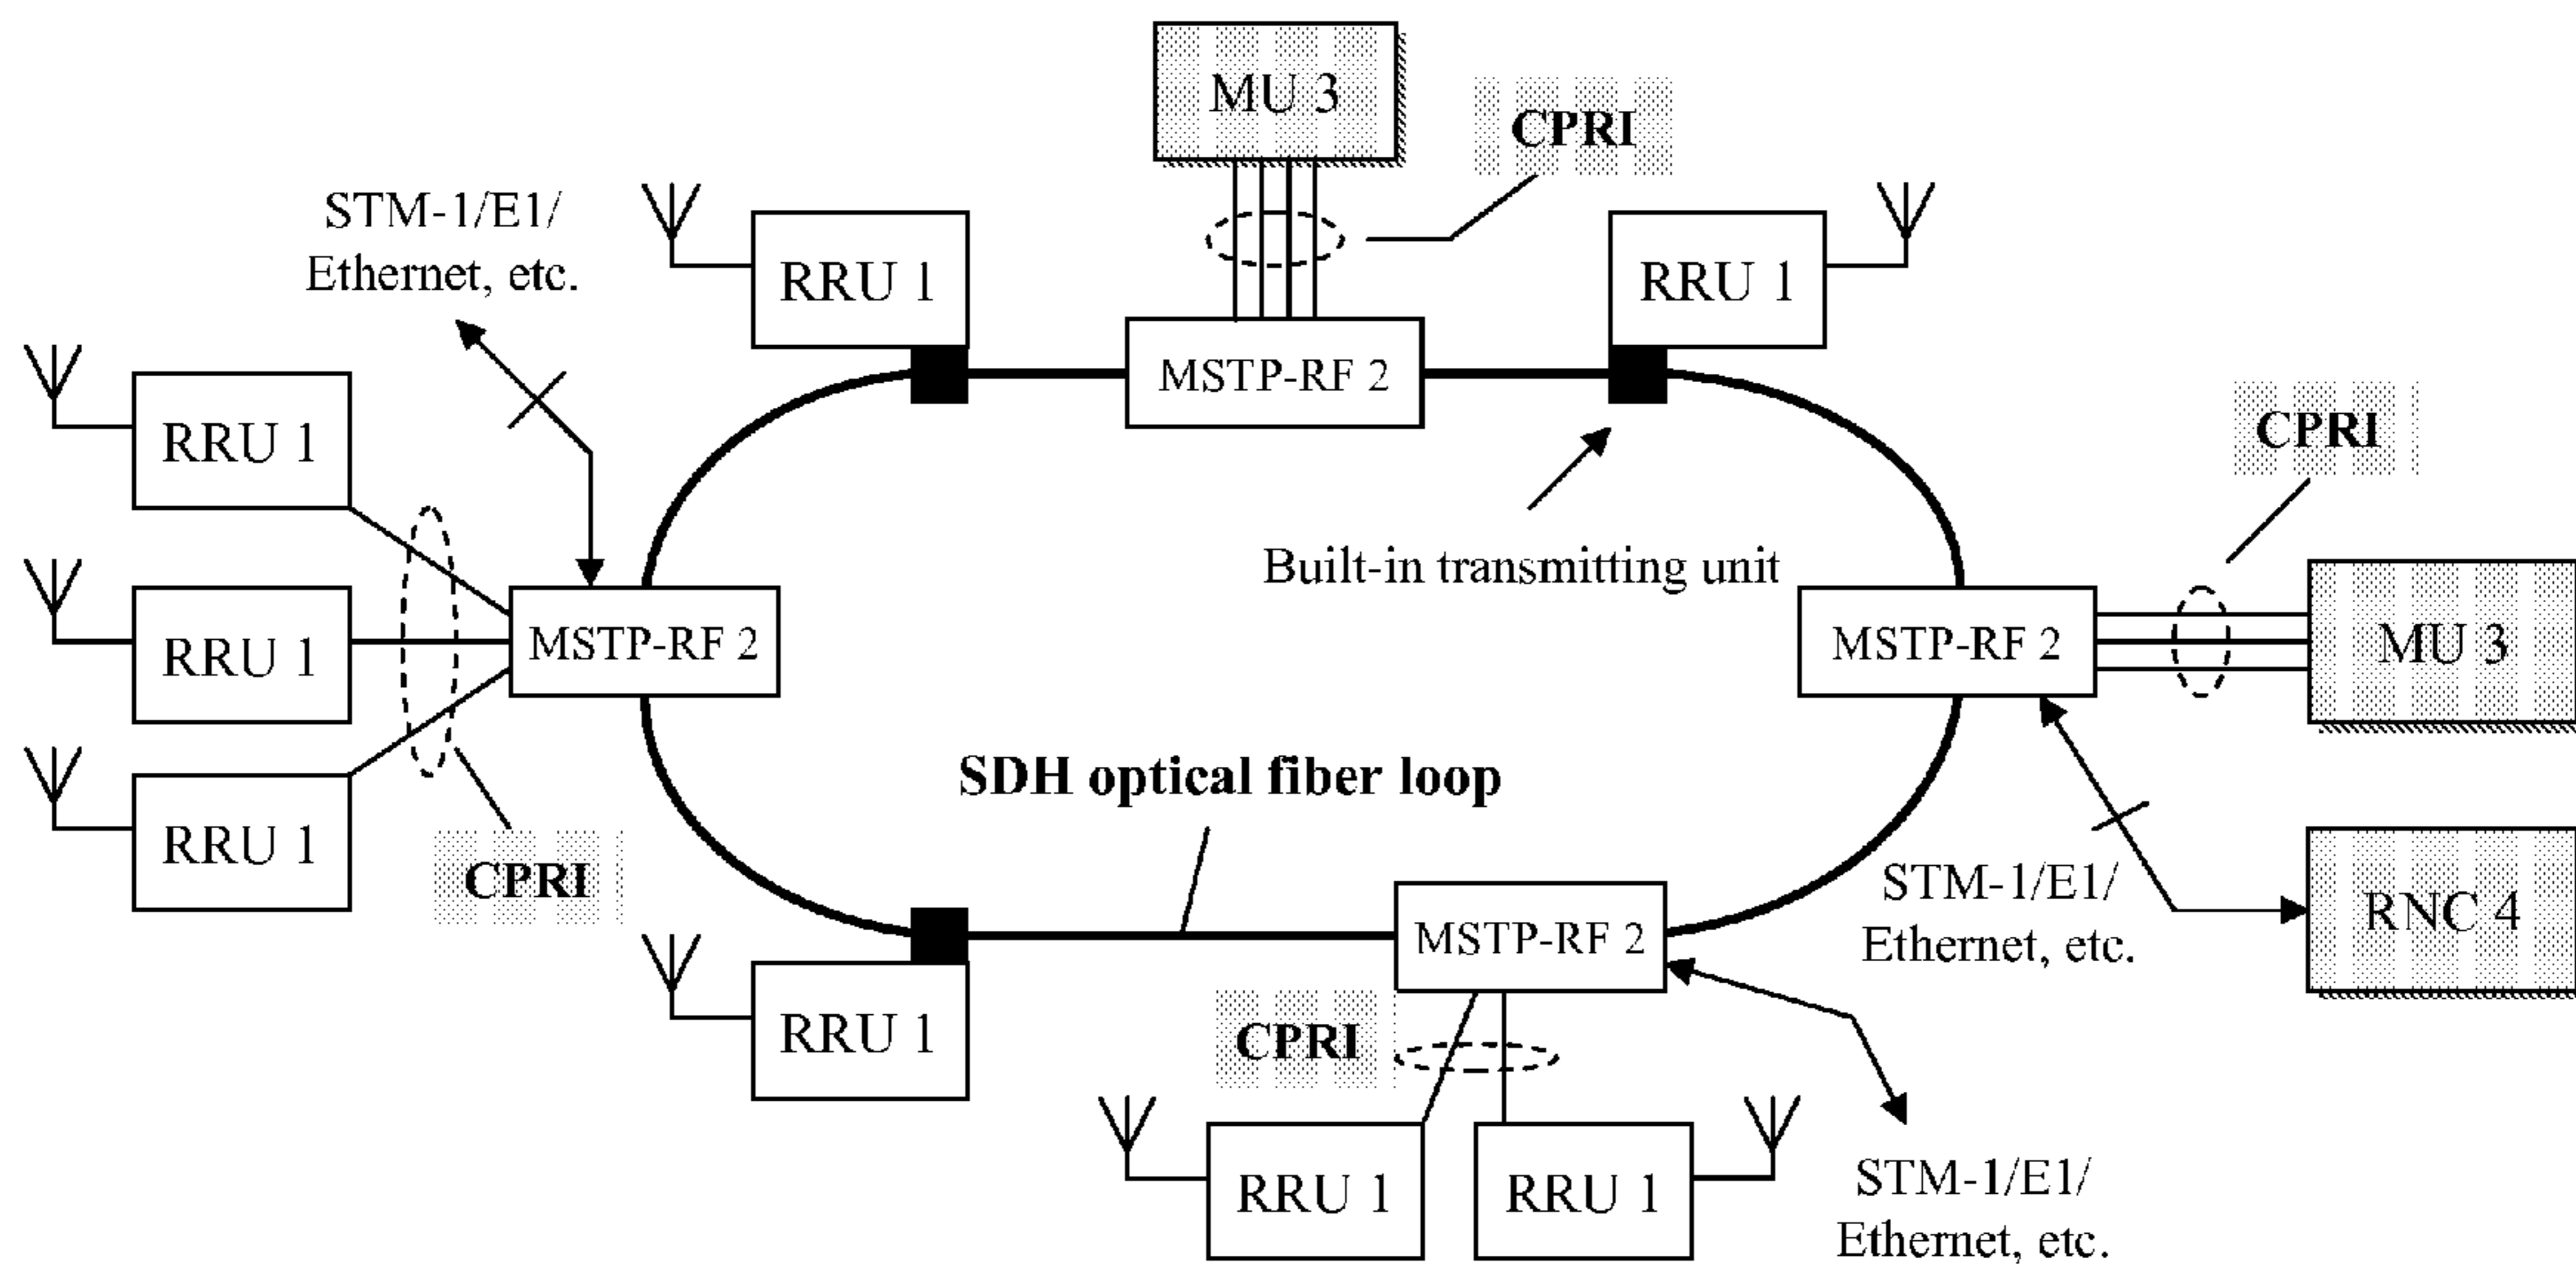 MU 3
CPRI
STM-1/E1/
Ethernet, etc.
RRU 1
RRU 1
MSTP-RF 2
RRU 1
CPRI
Built-in transmitting unit
RRU 1
MSTP-RF 2
MSTP-RF 2
MU 3
SDH optical fiber loop
RRU 1
CPRI
STM-1/E1/
Ethernet, etc.
RNC 4
MSTP-RF 2
RRU 1
CPRI
RRU 1
RRU 1
STM-1/E1/
Ethernet, etc.